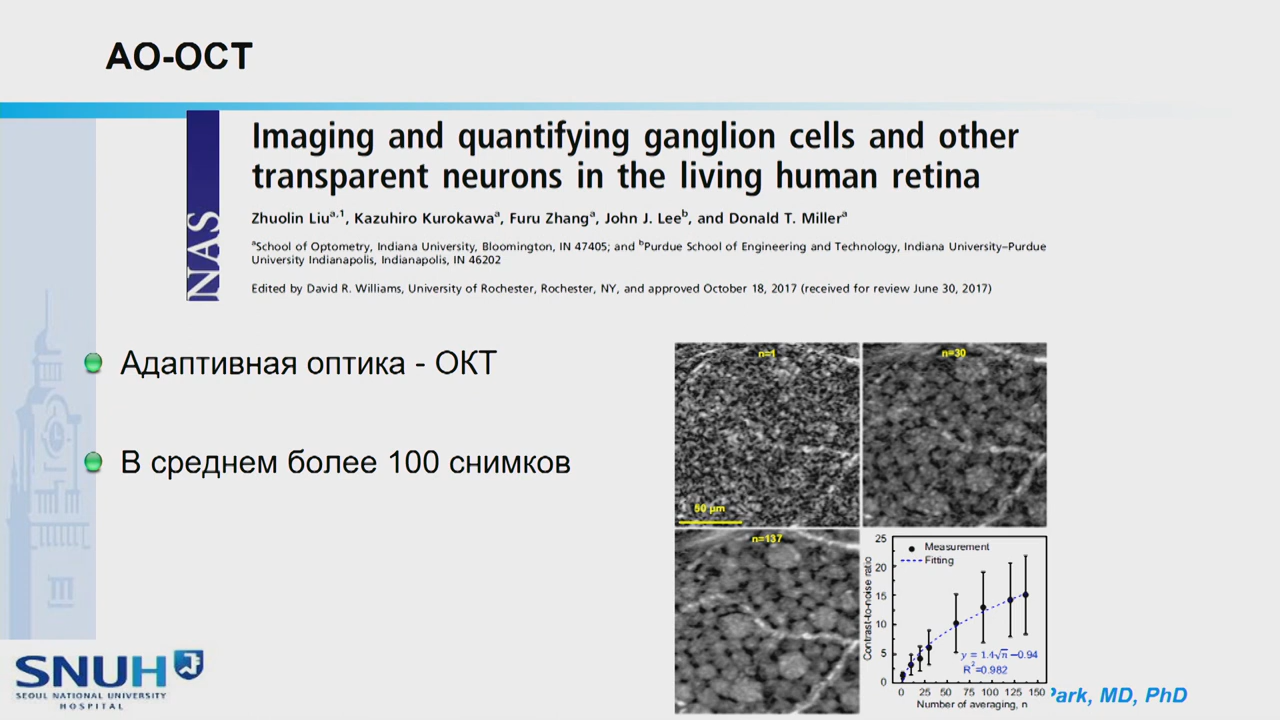 AO-OCT
Imaging and quantifying ganglion cells and other
transparent neurons in the living human retina
Zhuolin Liua,1, Kazuhiro Kurokawaa, Furu Zhanga, John J. Leeb, and Donald T. Millera
aSchool of Optometry, Indiana University, Bloomington, IN 47405; and bPurdue School of Engineering and Technology, Indiana University–Purdue
University Indianapolis, Indianapolis, IN 46202
Edited by David R. Williams, University of Rochester, Rochester, NY, and approved October 18, 2017 (received for review June 30, 2017)
NAS
Адаптивная оптика - ОКТ
В среднем более 100 снимков
n=1
n=30
50 µm
n=137
25
20
15
10
5
0
Contrast-to-noise ratio
Measurement
Fitting
y = 1.4√n −0.94
R2=0.982
0 25 50 75 100 125 150
Number of averaging, n
SNUH
SEOUL NATIONAL UNIVERSITY
HOSPITAL
Park, MD, PhD